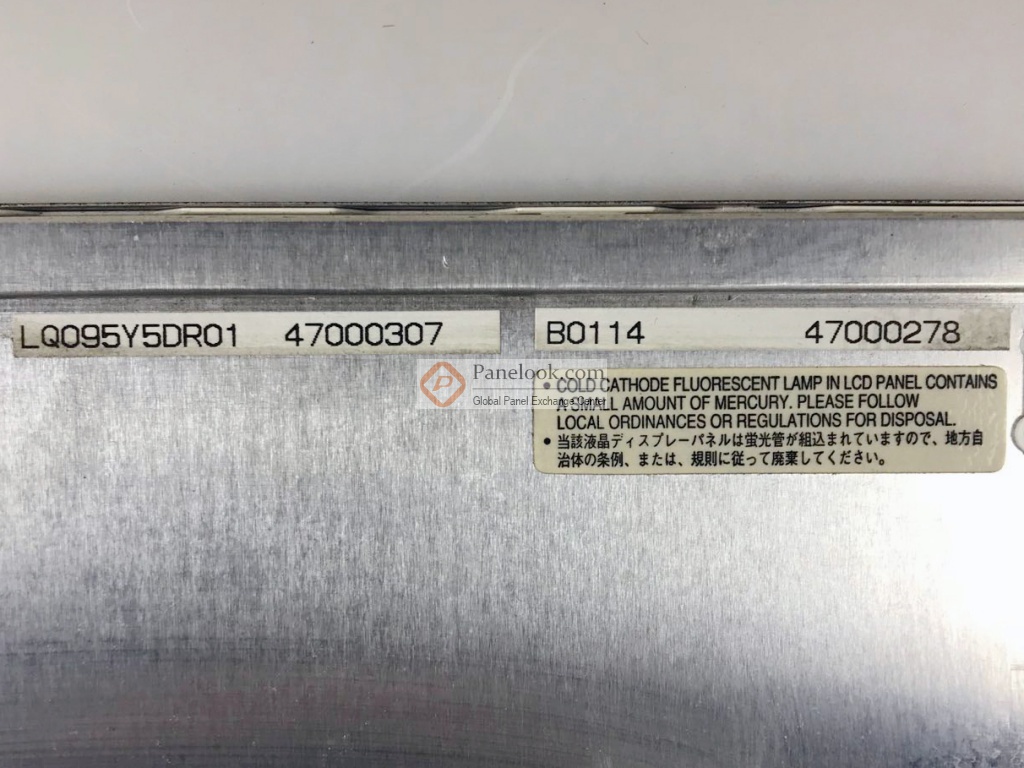 LQ095Y5DR01 47000307
B0114 47000278
Panelook.com
Global Panel Exchange Center
• COLD CATHODE FLUORESCENT LAMP IN LCD PANEL CONTAINS
A SMALL AMOUNT OF MERCURY. PLEASE FOLLOW
LOCAL ORDINANCES OR REGULATIONS FOR DISPOSAL.
• 当該液晶ディスプレーパネルは蛍光管が組込まれていますので、地方自
治体の条例、または、規則に従って廃棄してください。